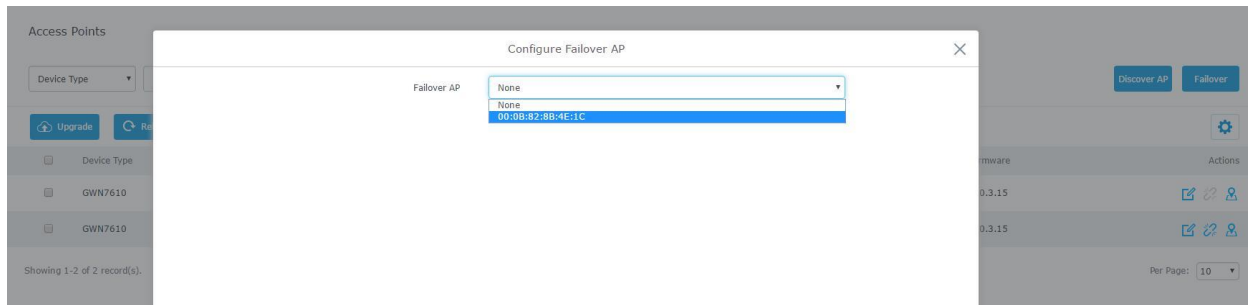 Access Points
Configure Failover AP
Device Type
Discover AP
Failover
Failover AP
None
None
00:0B:82:8B:4E:1C
Upgrade
Device Type
Actions
GWN7610
0.3.15
GWN7610
0.3.15
Showing 1-2 of 2 record(s).
Per Page: 10